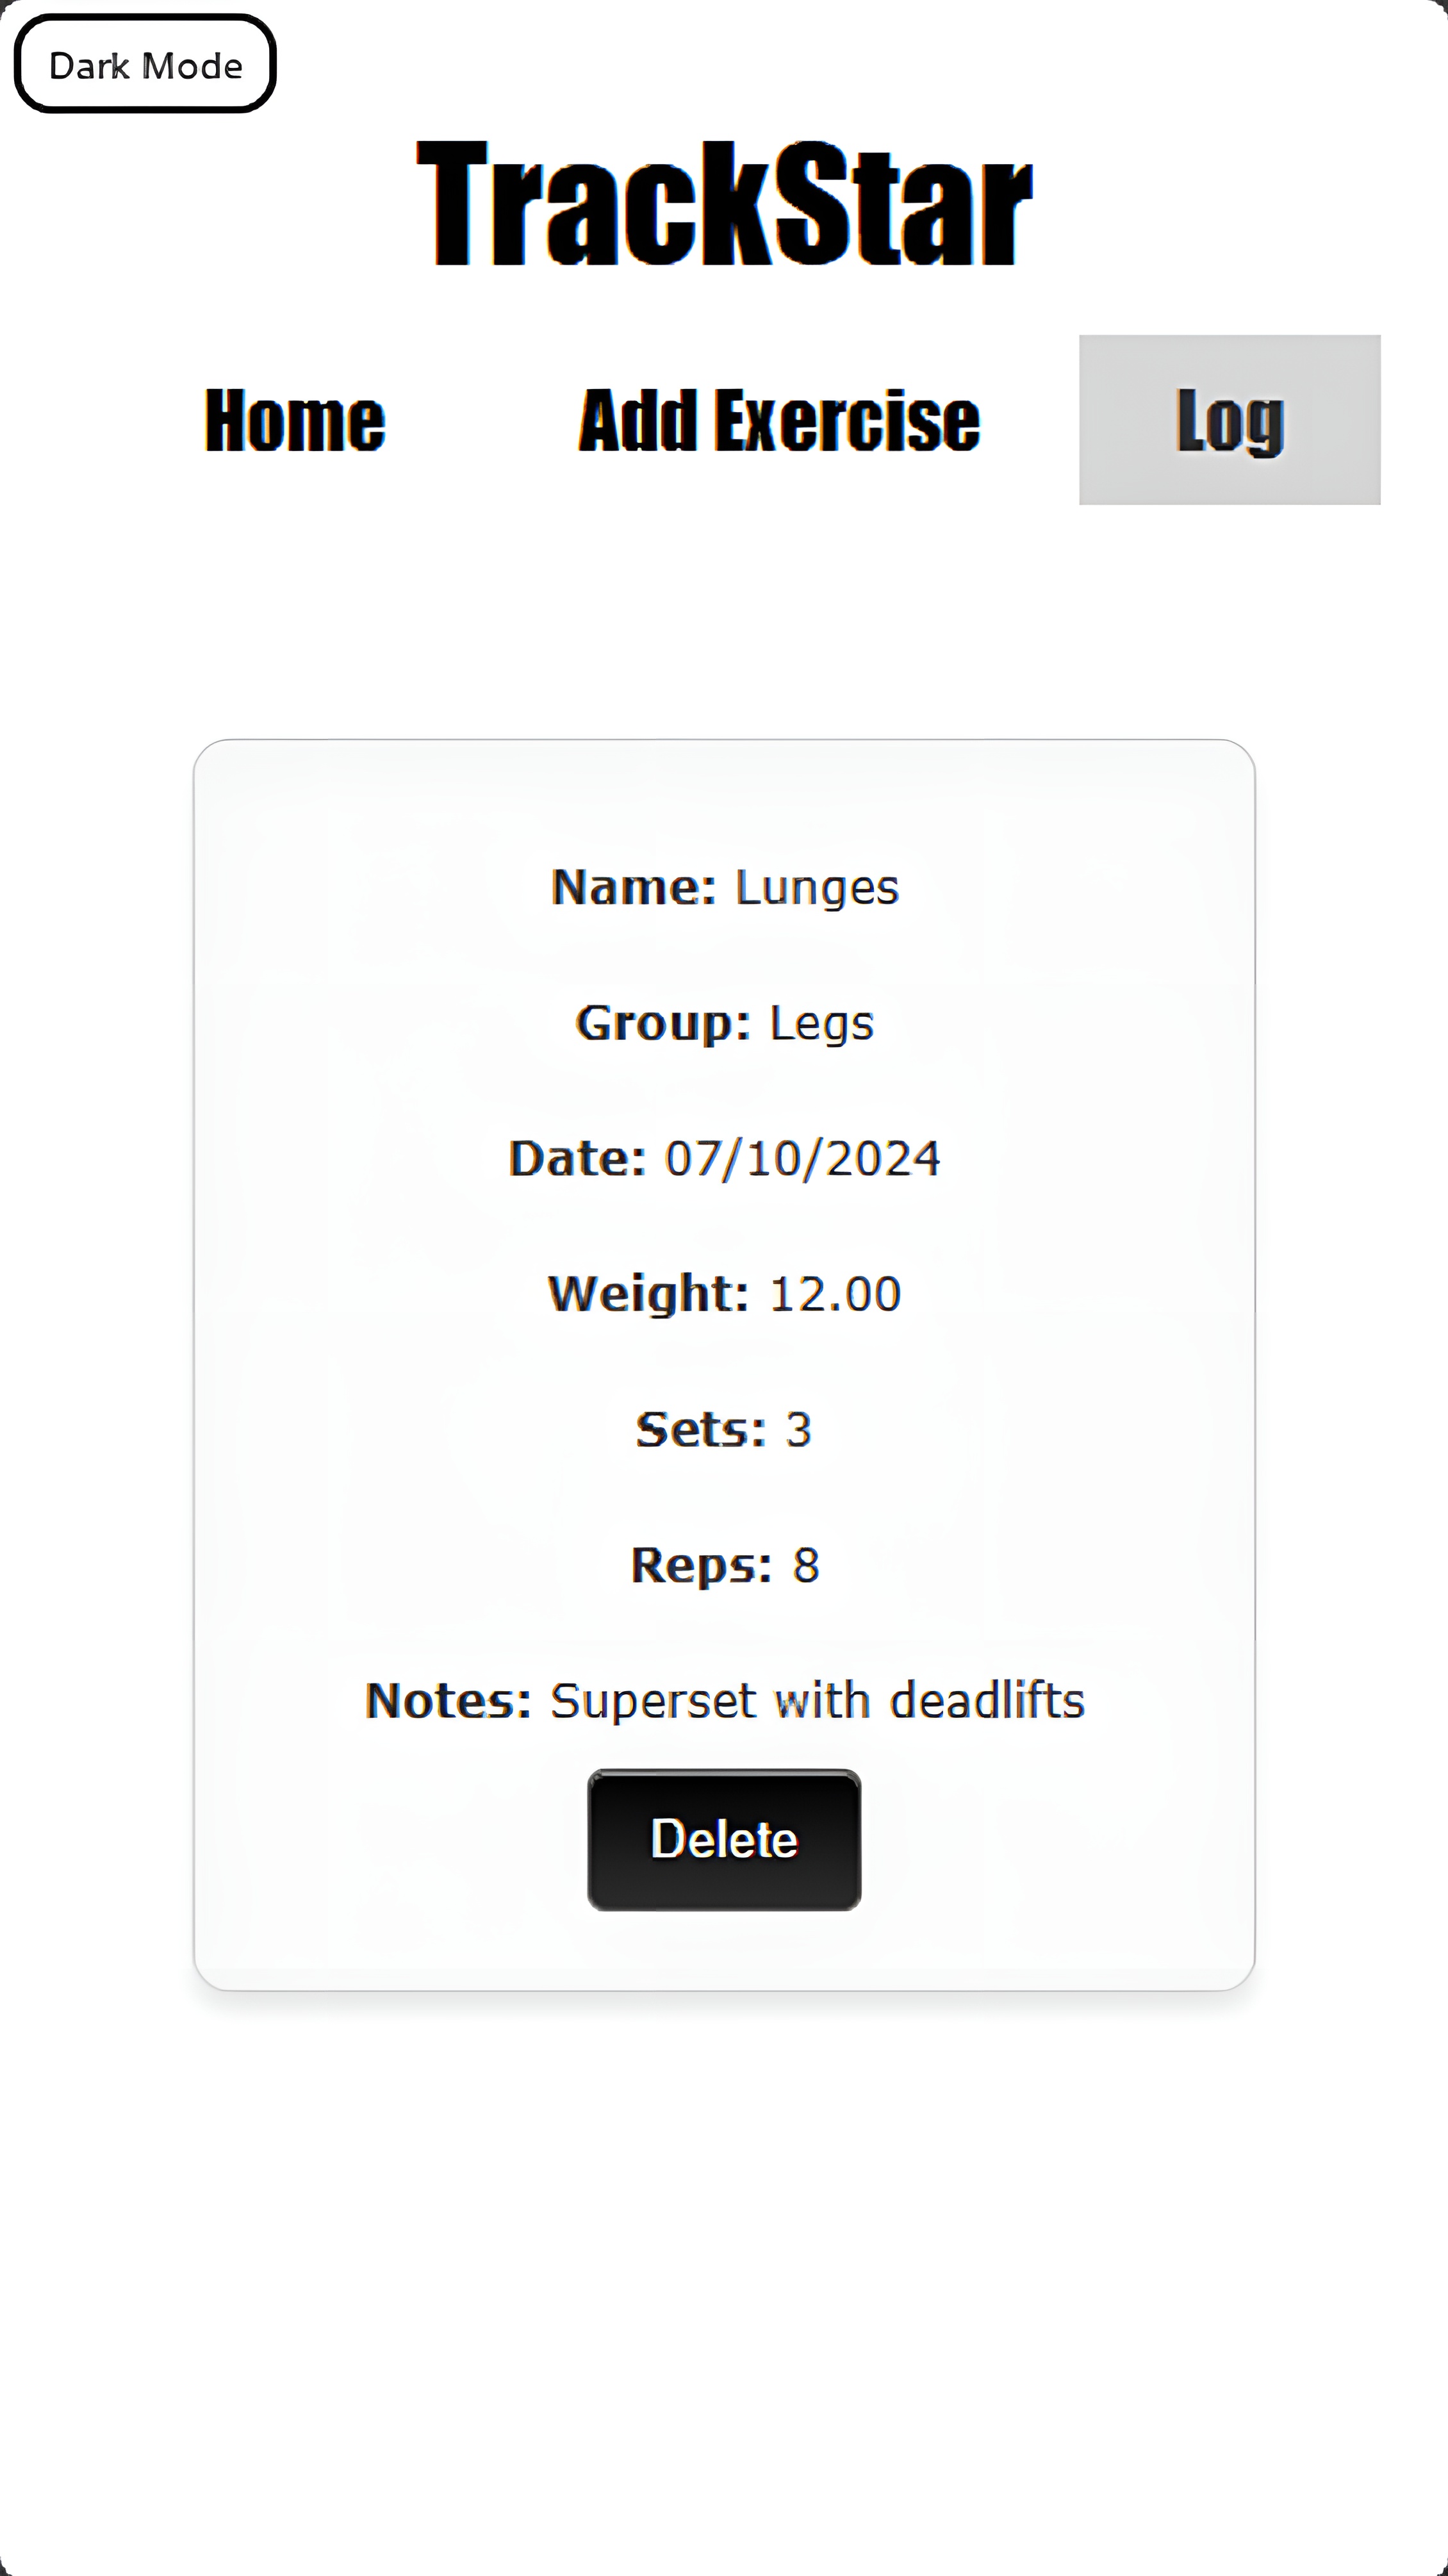 Dark Mode
TrackStar
Home Add Exercise Log
Name: Lunges
Group: Legs
Date: 07/10/2024
Weight: 12.00
Sets: 3
Reps: 8
Notes: Superset with deadlifts
Delete